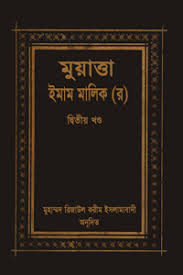 মুয়াত্তা
ইমাম মালিক (র)
দ্বিতীয় খণ্ড
মুহাম্মদ রিজাউল করীম ইসলামাবাদী
অনূদিত